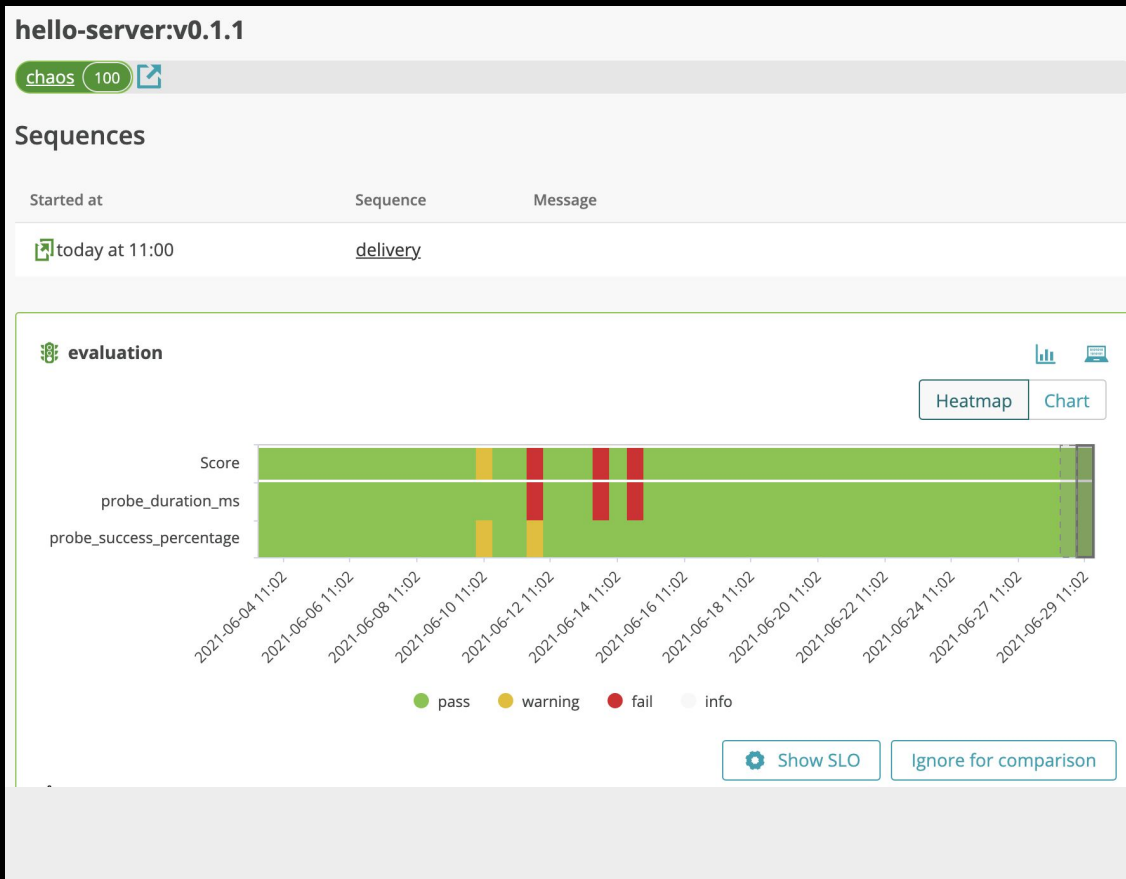 hello-server:v0.1.1
chaos 100
Sequences
Started at Sequence Message
today at 11:00 delivery
evaluation
Heatmap Chart
Score
probe_duration_ms
probe_success_percentage
2021-06-04 11:02 2021-06-06 11:02 2021-06-08 11:02 2021-06-10 11:02 2021-06-12 11:02 2021-06-14 11:02 2021-06-16 11:02 2021-06-18 11:02 2021-06-20 11:02 2021-06-22 11:02 2021-06-24 11:02 2021-06-27 11:02 2021-06-29 11:02
pass warning fail info
Show SLO Ignore for comparison